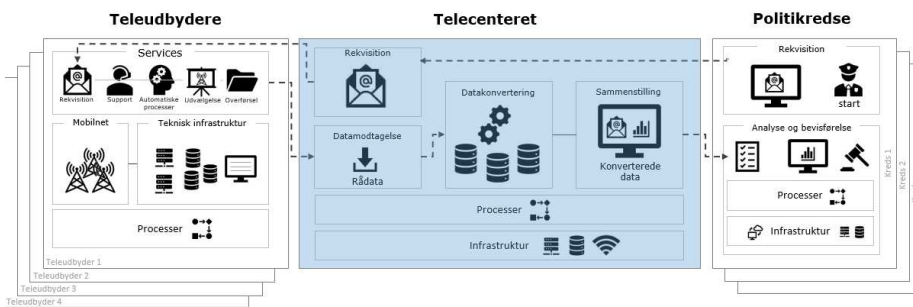 Teleudbydere
Services
Rekvisition
Support
Automatiske
processer
Udvælgelse
Overførsel
Mobilnet
Teknisk infrastruktur
Processer
Teleudbyder 1
Teleudbyder 2
Teleudbyder 3
Teleudbyder 4
Telecenteret
Rekvisition
Datamodtagelse
Rådata
Datakonvertering
Sammenstilling
Konverterede
data
Processer
Infrastruktur
Politikredse
Rekvisition
start
Analyse og bevisførelse
Processer
Infrastruktur
Kreds 1
Kreds 2